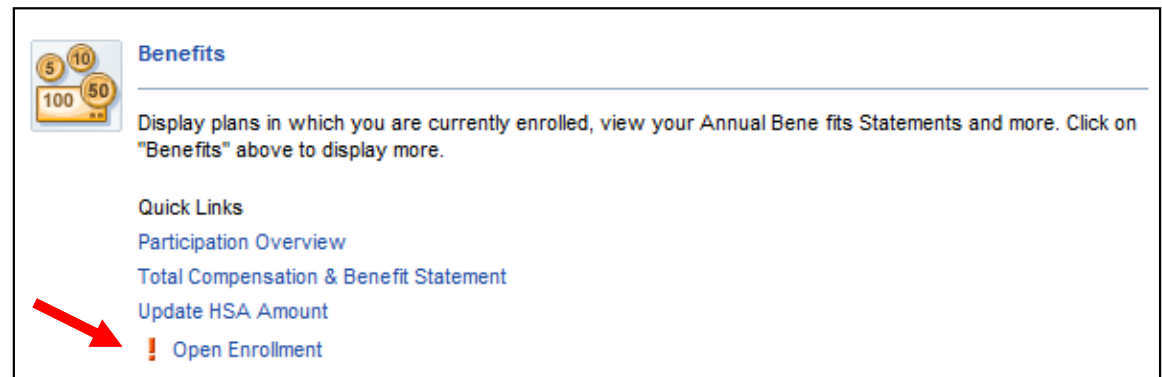 Benefits
5 10
100 50
Display plans in which you are currently enrolled, view your Annual Bene fits Statements and more. Click on
"Benefits" above to display more.
Quick Links
Participation Overview
Total Compensation & Benefit Statement
Update HSA Amount
! Open Enrollment